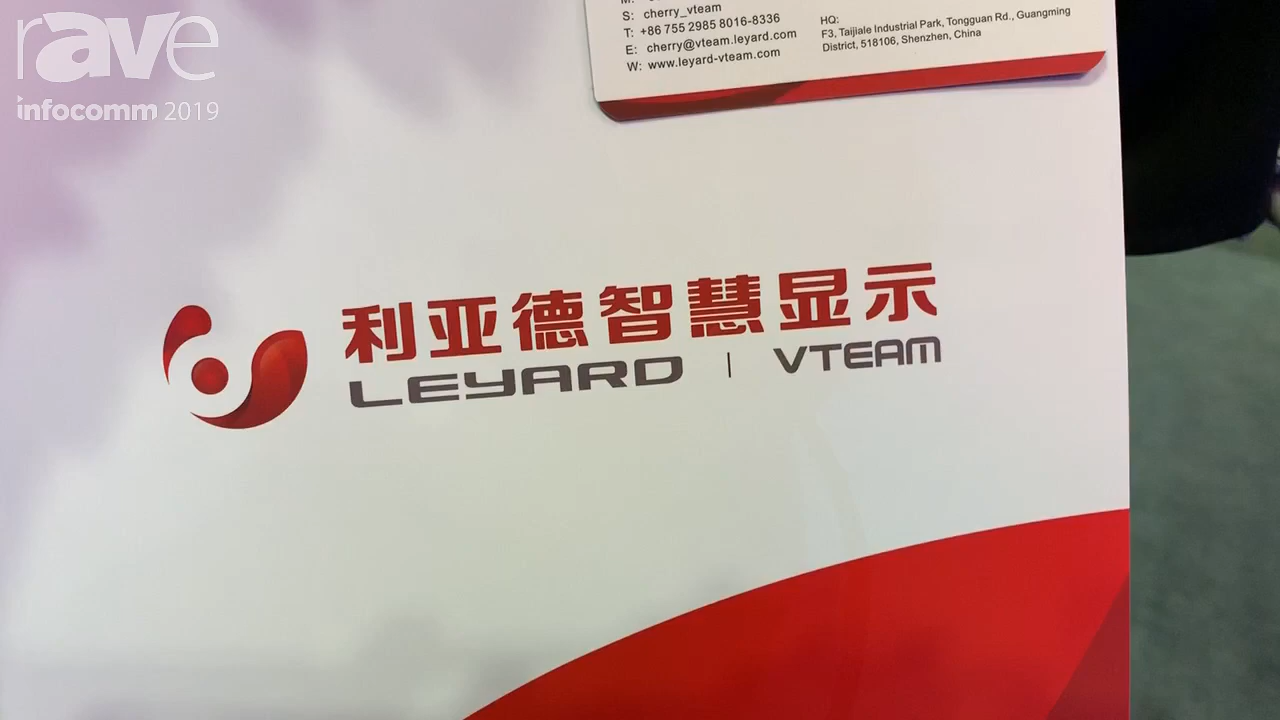 rave
infocomm 2019
S: cherry_vteam
T: +86 755 2985 8016-8336
E: cherry@vteam.leyard.com
W: www.leyard-vteam.com
HQ:
F3, Taijiale Industrial Park, Tongguan Rd., Guangming
District, 518106, Shenzhen, China
利亚德智慧显示
LEYARD | VTEAM